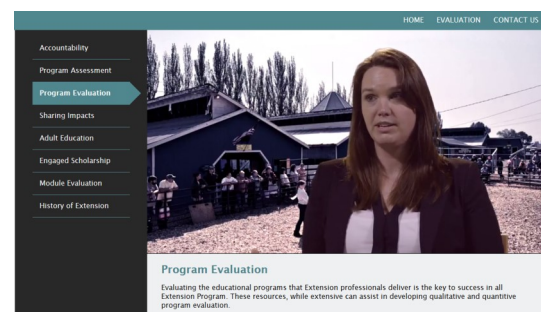 HOME EVALUATION CONTACT US
Accountability
Program Assessment
Program Evaluation
Sharing Impacts
Adult Education
Engaged Scholarship
Module Evaluation
History of Extension
Program Evaluation
Evaluating the educational programs that Extension professionals deliver is the key to success in all
Extension Program. These resources, while extensive can assist in developing qualitative and quantitive
program evaluation.